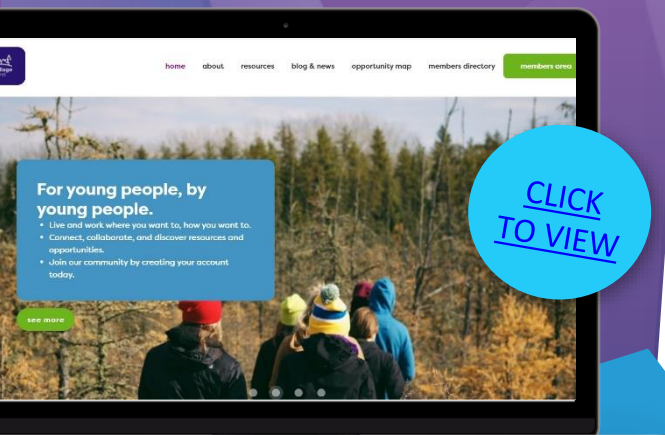 llage
home about resources blog & news opportunity map members directory members area
For young people, by
young people.
• Live and work where you want to, how you want to.
• Connect, collaborate, and discover resources and
opportunities.
• Join our community by creating your account
today.
see more
CLICK
TO VIEW